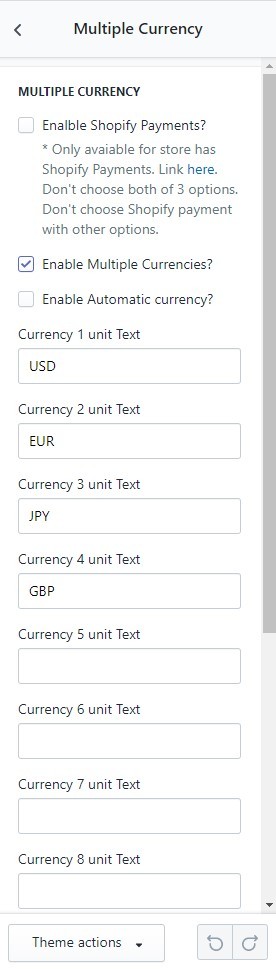 Multiple Currency
MULTIPLE CURRENCY
Enalble Shopify Payments?
* Only avaiable for store has
Shopify Payments. Link here.
Don't choose both of 3 options.
Don't choose Shopify payment
with other options.
Enable Multiple Currencies?
Enable Automatic currency?
Currency 1 unit Text
USD
Currency 2 unit Text
EUR
Currency 3 unit Text
JPY
Currency 4 unit Text
GBP
Currency 5 unit Text
Currency 6 unit Text
Currency 7 unit Text
Currency 8 unit Text
Theme actions